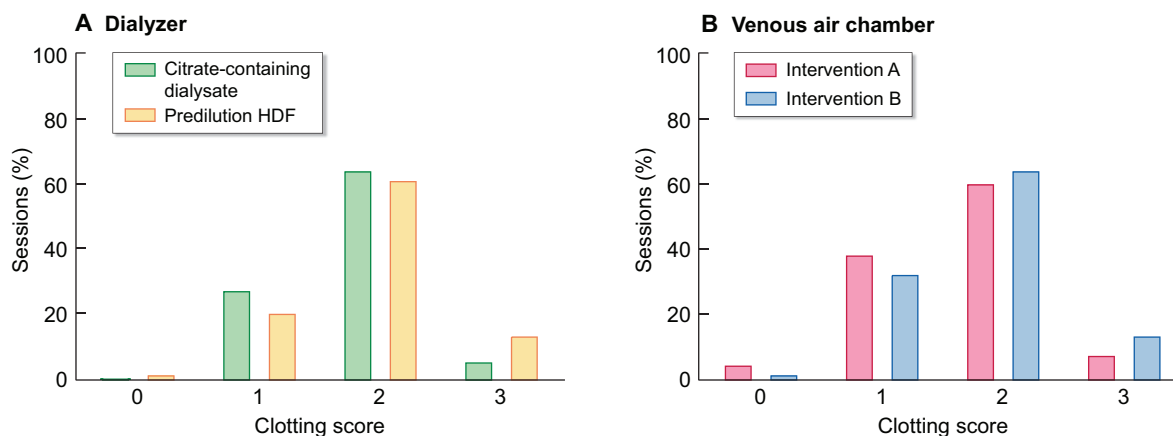 A Dialyzer
100
80
60
40
20
0
Sessions (%)
Citrate-containing
dialysate
Predilution HDF
0 1 2 3
Clotting score
B Venous air chamber
100
80
60
40
20
0
Sessions (%)
Intervention A
Intervention B
0 1 2 3
Clotting score